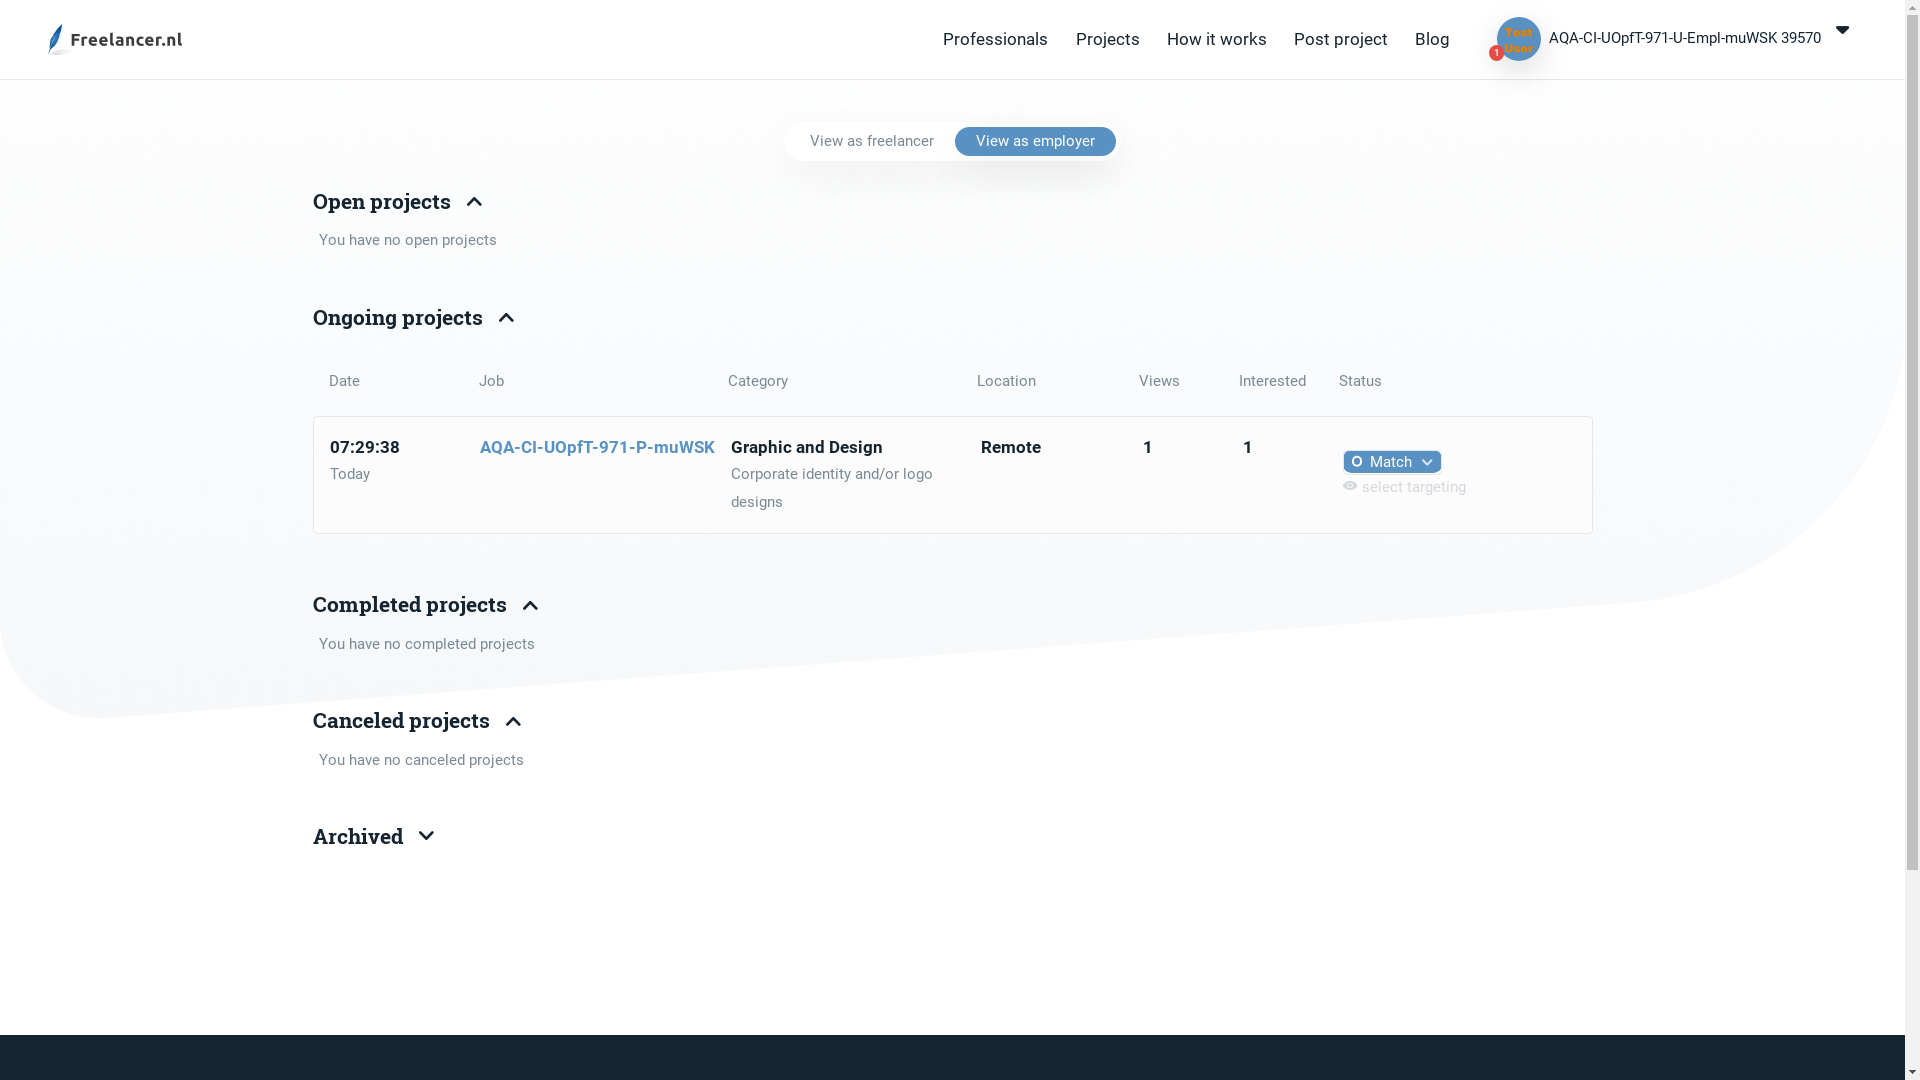 Freelancer.nl
Professionals
Projects
How it works
Post project
Blog
Test
User
1
AQA-CI-UOpfT-971-U-Empl-muWSK 39570
View as freelancer
View as employer
Open projects
You have no open projects
Ongoing projects
Date
Job
Category
Location
Views
Interested
Status
07:29:38
Today
AQA-CI-UOpfT-971-P-muWSK
Graphic and Design
Corporate identity and/or logo
designs
Remote
1
1
Match
select targeting
Completed projects
You have no completed projects
Canceled projects
You have no canceled projects
Archived